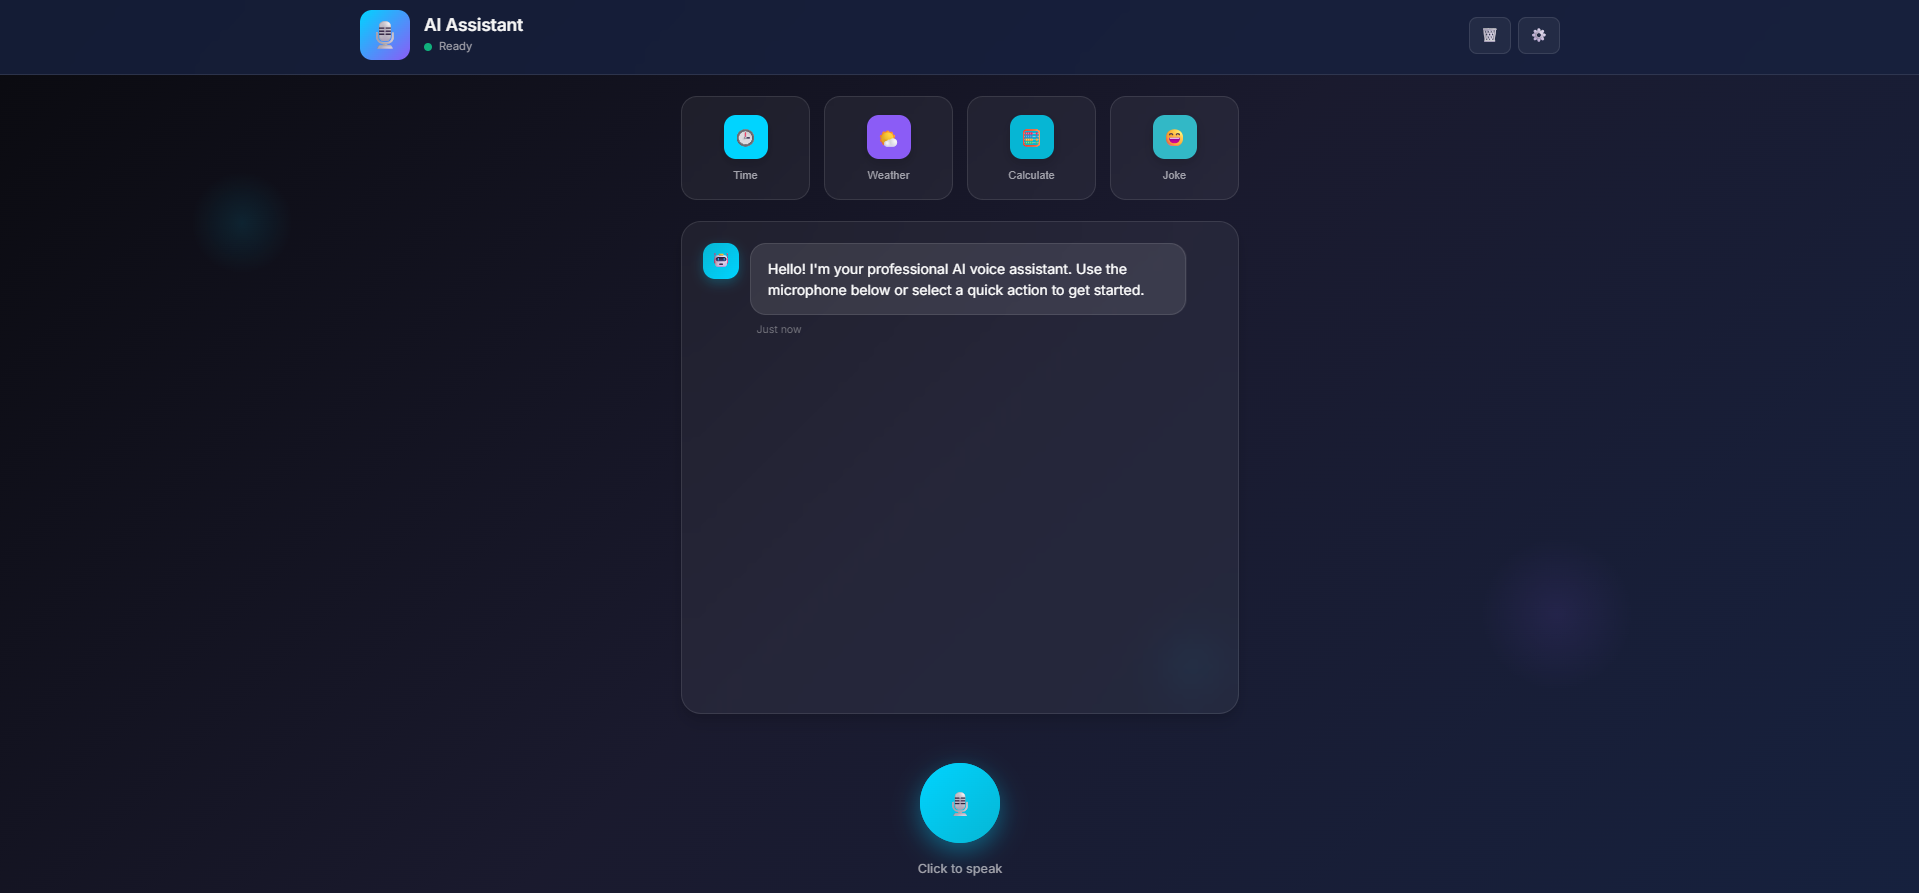 AI Assistant
Ready
Time
Weather
Calculate
Joke
Hello! I'm your professional AI voice assistant. Use the
microphone below or select a quick action to get started.
Just now
Click to speak